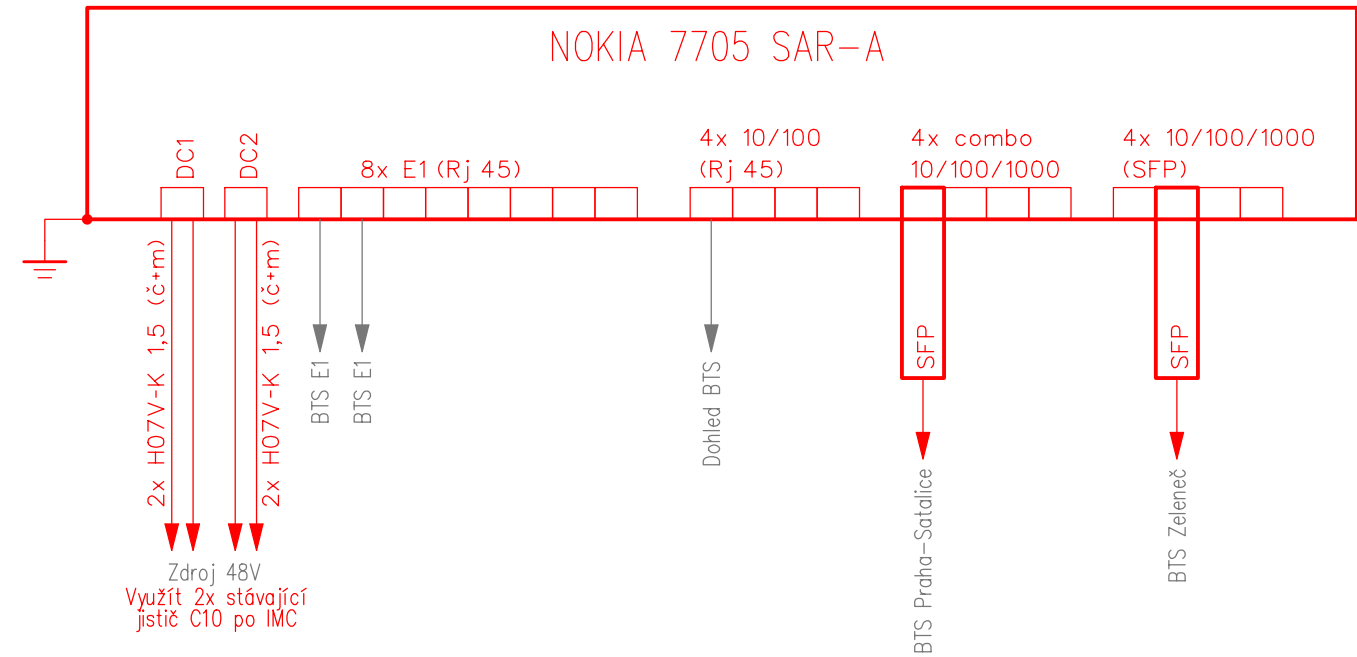 NOKIA 7705 SAR-A
DC1
DC2
8x E1 (Rj 45)
4x 10/100
(Rj 45)
4x combo
10/100/1000
4x 10/100/1000
(SFP)
2x H07V-K 1,5 (č+m)
2x H07V-K 1,5 (č+m)
BTS E1
BTS E1
Dohled BTS
SFP
SFP
BTS Praha-Satalice
BTS Zeleneč
Zdroj 48V
Využít 2x stávající
jistič C10 po IMC